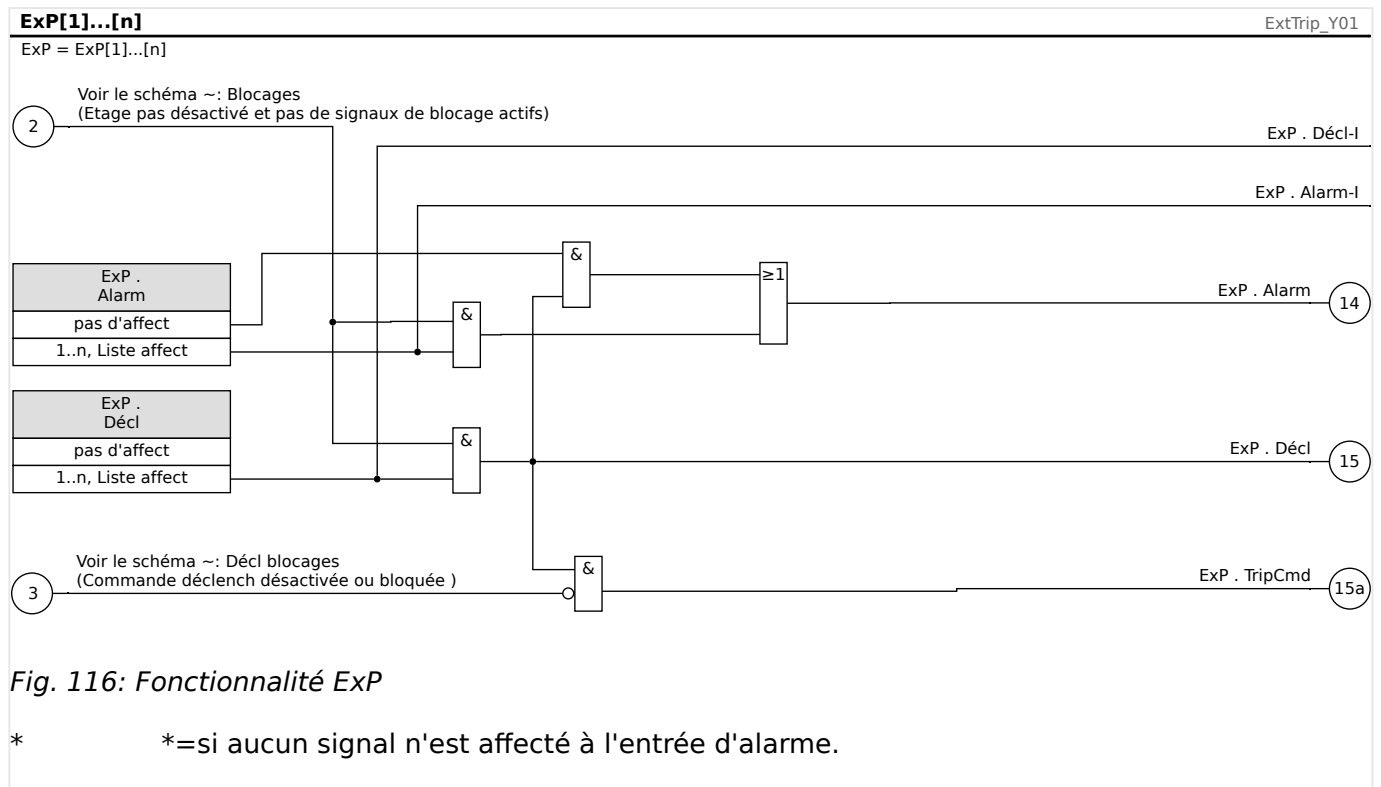 ExP[1]...[n]
ExtTrip_Y01
ExP = ExP[1]...[n]
Voir le schéma ~: Blocages
(Etage pas désactivé et pas de signaux de blocage actifs)
2
ExP . Décl-I
ExP . Alarm-I
&
ExP .
Alarm
pas d'affect
1..n, Liste affect
&
≥1
ExP . Alarm
14
ExP .
Décl
pas d'affect
1..n, Liste affect
&
ExP . Décl
15
Voir le schéma ~: Décl blocages
(Commande déclench désactivée ou bloquée )
3
&
ExP . TripCmd
15a
Fig. 116: Fonctionnalité ExP
* *=si aucun signal n'est affecté à l'entrée d'alarme.